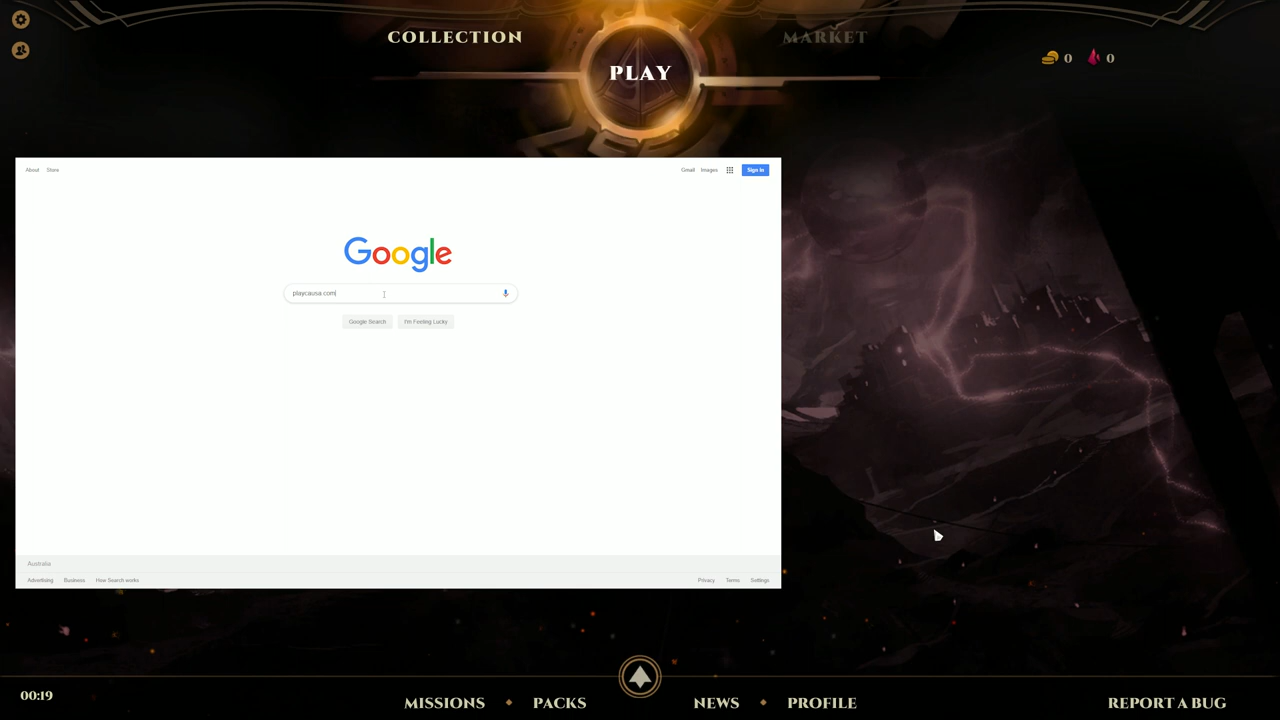 COLLECTION
PLAY
MARKET
0
0
About Store
Gmail Images Sign in
Google
playcausa.com
Google Search I'm Feeling Lucky
Australia
Advertising Business How Search works
Privacy Terms Settings
00:19
MISSIONS PACKS NEWS PROFILE
REPORT A BUG